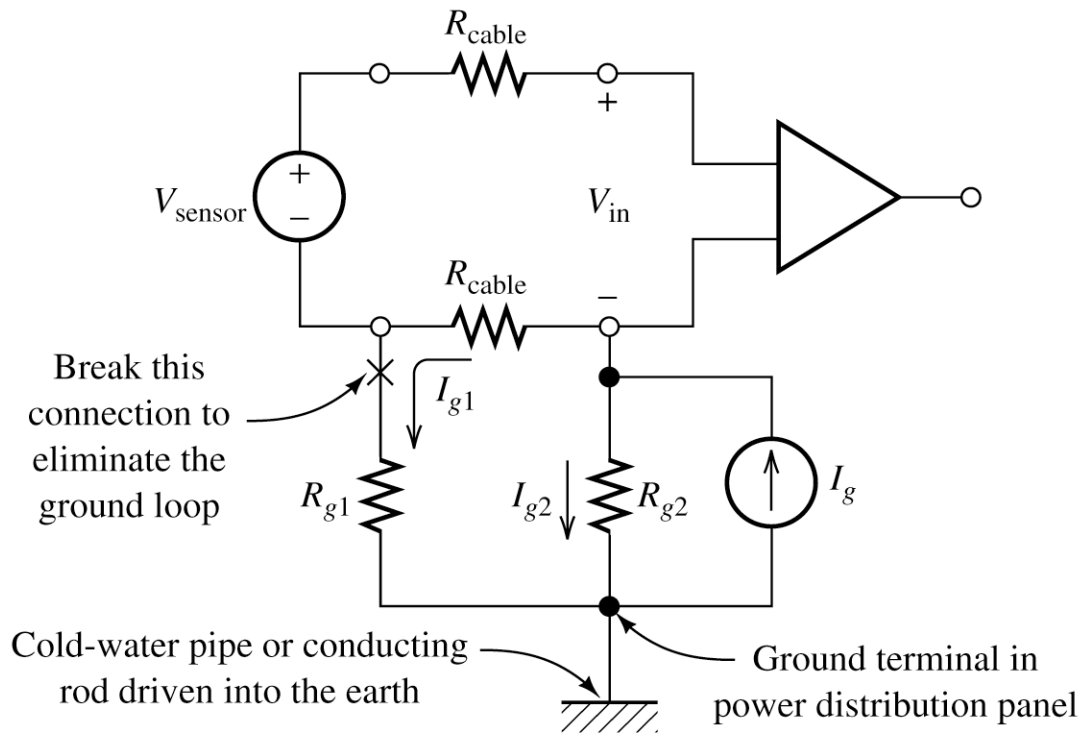 R_cable
+
+
−
V_sensor
V_in
R_cable
−
Break this
connection to
eliminate the
ground loop
I_g1
R_g1
I_g2
R_g2
I_g
Cold-water pipe or conducting
rod driven into the earth
Ground terminal in
power distribution panel